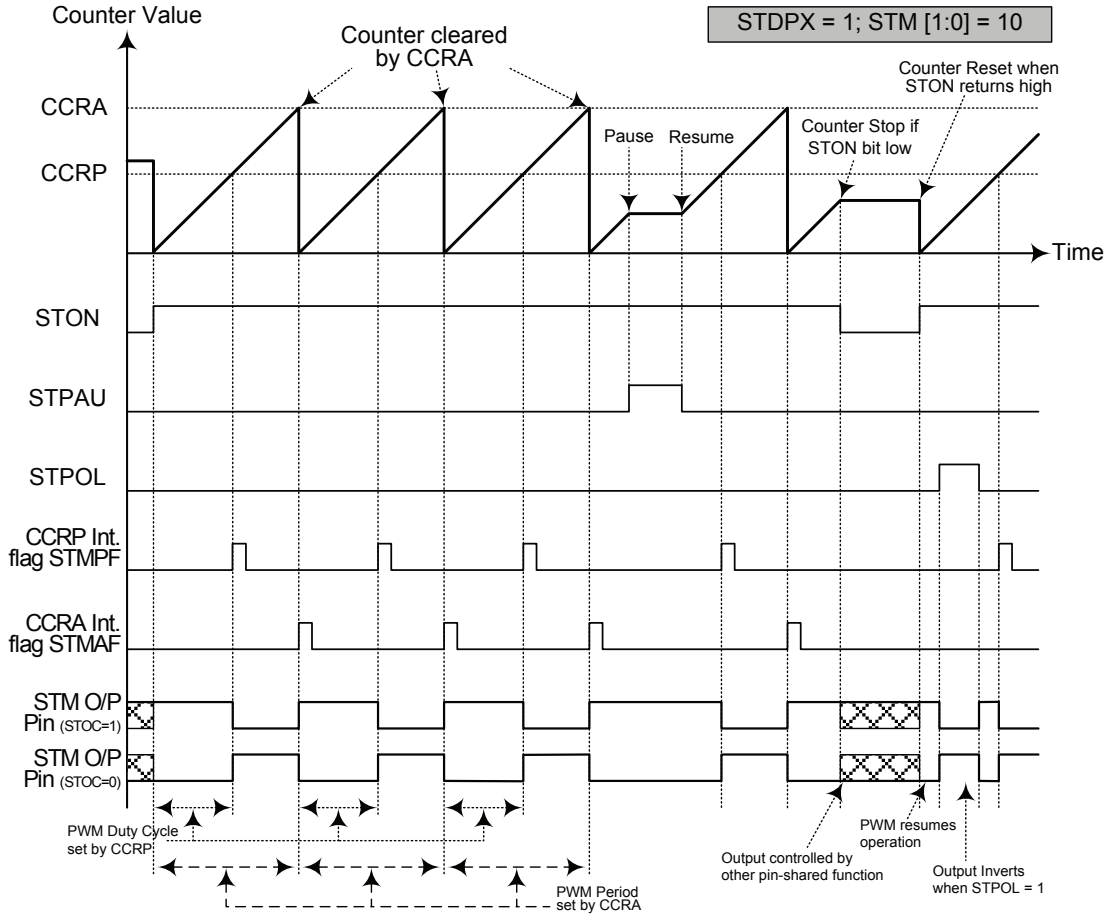 Counter Value
STDPX = 1; STM [1:0] = 10
Counter cleared
by CCRA
Counter Reset when
STON returns high
CCRA
Pause
Resume
Counter Stop if
STON bit low
CCRP
Time
STON
STPAU
STPOL
CCRP Int.
flag STMPF
CCRA Int.
flag STMAF
STM O/P
Pin (STOC=1)
STM O/P
Pin (STOC=0)
PWM Duty Cycle
set by CCRP
PWM resumes
operation
Output controlled by
other pin-shared function
Output Inverts
when STPOL = 1
PWM Period
set by CCRA